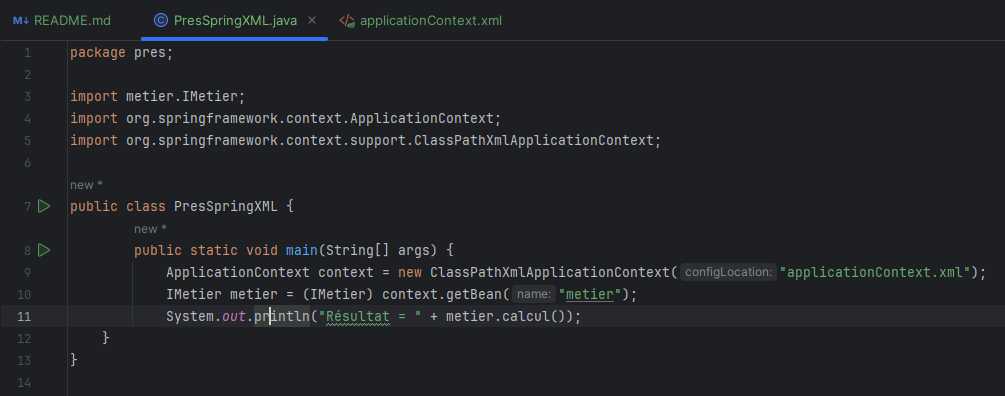 README.md PresSpringXML.java applicationContext.xml
1 package pres;
2
3 import metier.IMetier;
4 import org.springframework.context.ApplicationContext;
5 import org.springframework.context.support.ClassPathXmlApplicationContext;
6
new *
7 public class PresSpringXML {
new *
8 public static void main(String[] args) {
9 ApplicationContext context = new ClassPathXmlApplicationContext( configLocation: "applicationContext.xml");
10 IMetier metier = (IMetier) context.getBean( name: "metier");
11 System.out.println("Résultat = " + metier.calcul());
12 }
13 }
14